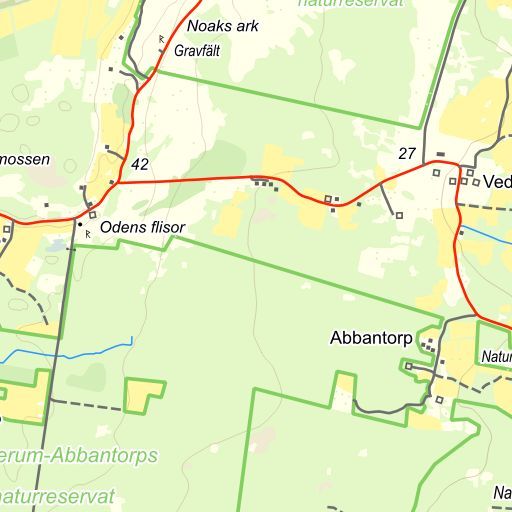 naturreservat
Noaks ark
Gravfält
mossen
42
27
Ved
Odens flisor
Abbantorp
Natur
erum-Abbantorps
naturreservat
Na